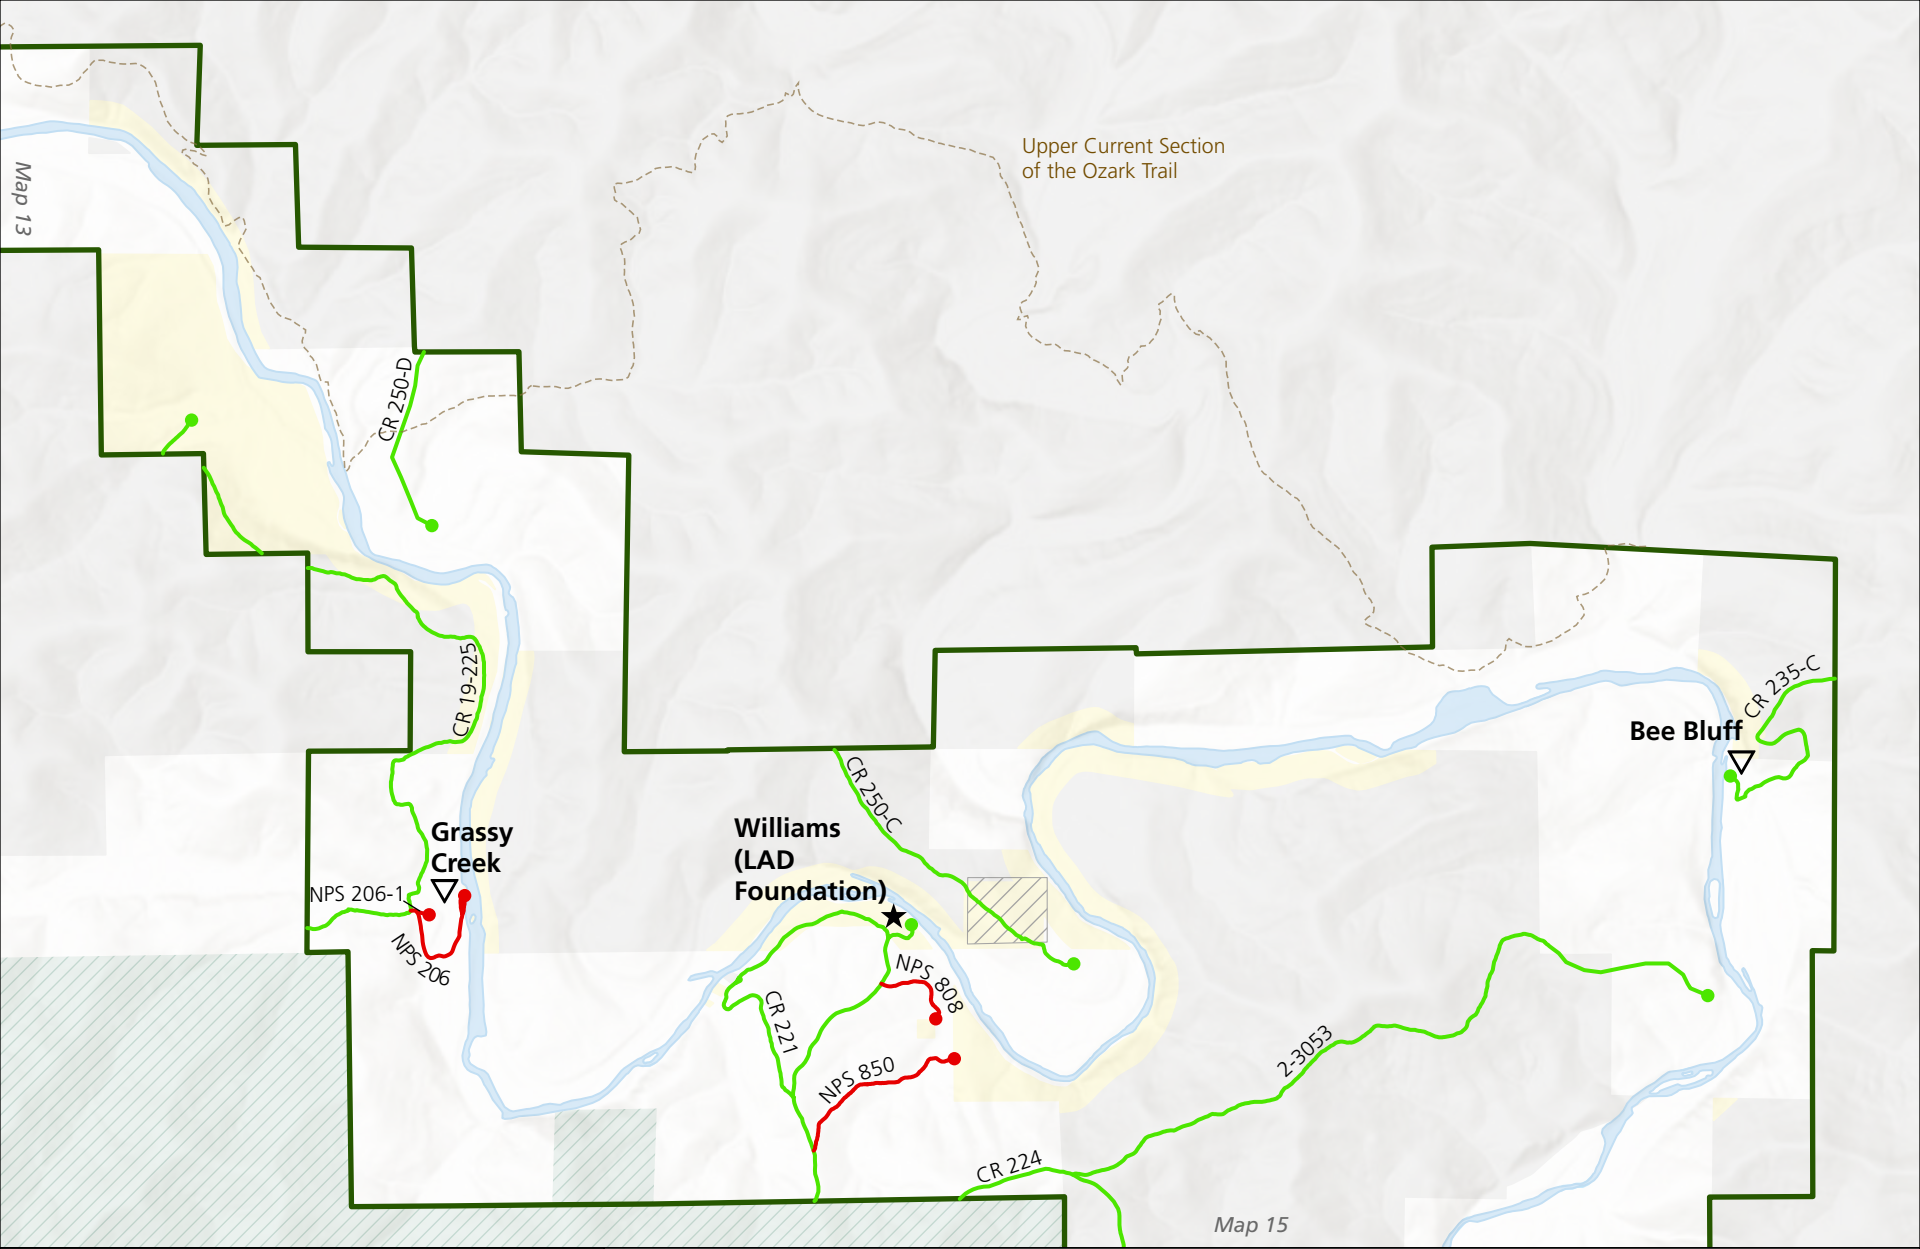 Upper Current Section
of the Ozark Trail
Map 13
CR 250-D
CR 19-225
CR 235-C
Bee Bluff
CR 250-C
Grassy
Creek
Williams
(LAD
Foundation)
NPS 206-1
NPS 206
NPS 808
CR 221
NPS 850
2-3053
CR 224
Map 15